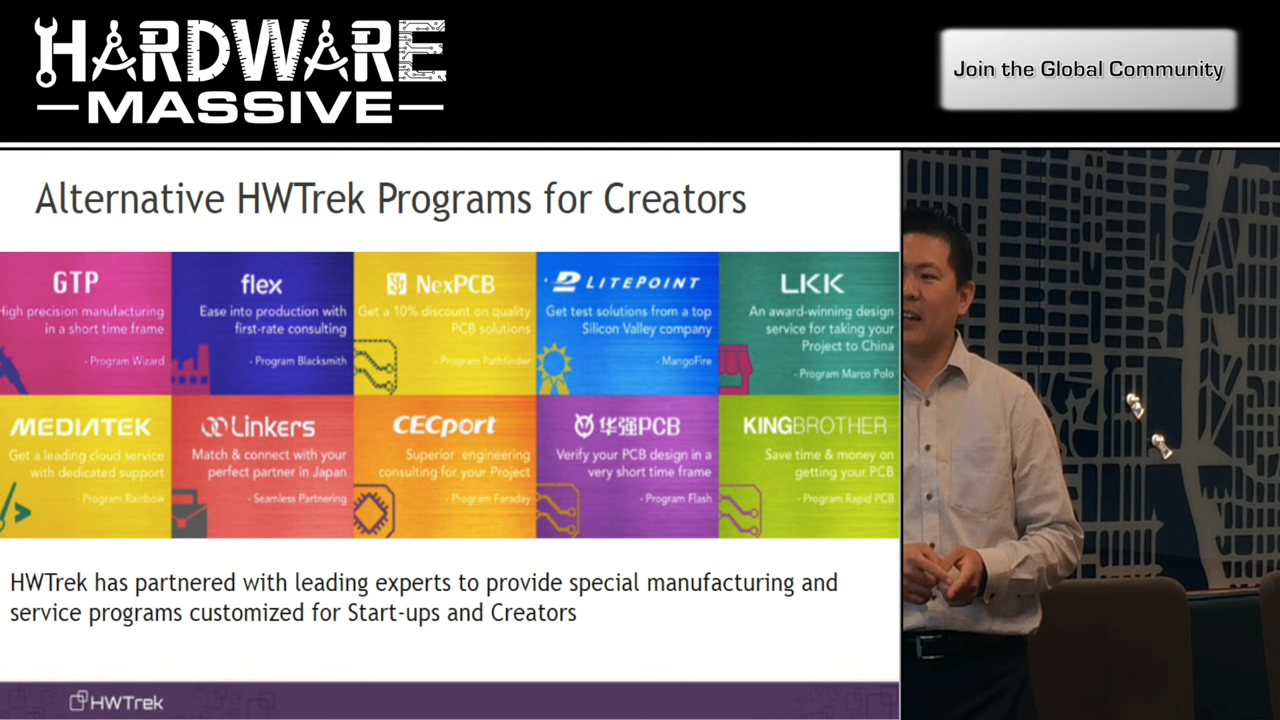 HARDWARE
MASSIVE
Join the Global Community
Alternative HWTrek Programs for Creators
GTP
High precision manufacturing
in a short time frame
- Program Wizard
flex
Ease into production with
first-rate consulting
- Program Blacksmith
NexPCB
Get a 10% discount on quality
PCB solutions
- Program Pathfinder
LITEPOINT
Get test solutions from a top
Silicon Valley company
- MangoFire
LKK
An award-winning design
service for taking your
Project to China
- Program Marco Polo
MEDIATEK
Get a leading cloud service
with dedicated support
- Program Rainbow
Linkers
Match & connect with your
perfect partner in Japan
- Seamless Partnering
CECport
Superior engineering
consulting for your Project
- Program Faraday
华强PCB
Verify your PCB design in a
very short time frame
- Program Flash
KINGBROTHER
Save time & money on
getting your PCB
- Program Rapid PCB
HWTrek has partnered with leading experts to provide special manufacturing and
service programs customized for Start-ups and Creators
HWTrek